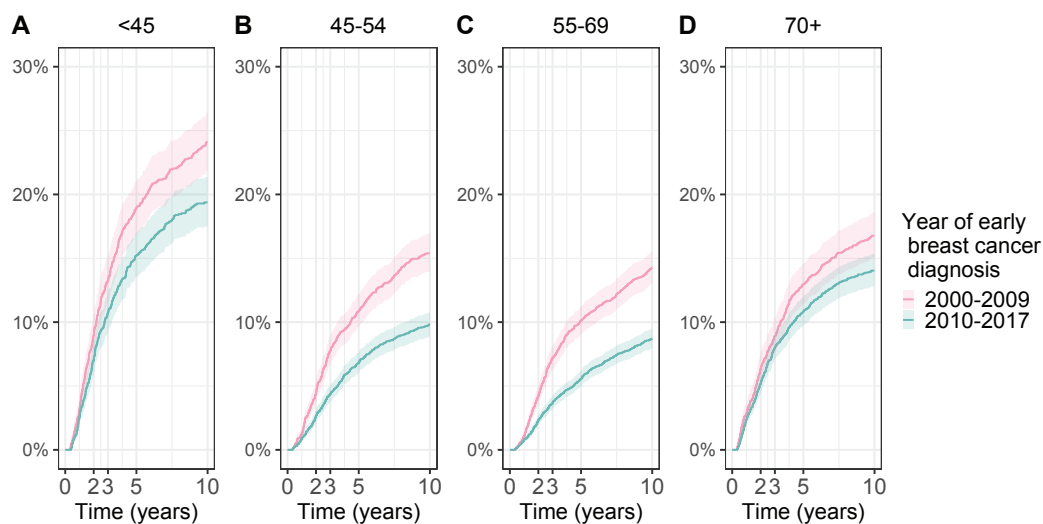 A <45
B 45-54
C 55-69
D 70+
30%
20%
10%
0%
0 2 3 5 10
Time (years)
30%
20%
10%
0%
0 2 3 5 10
Time (years)
30%
20%
10%
0%
0 2 3 5 10
Time (years)
30%
20%
10%
0%
0 2 3 5 10
Time (years)
Year of early
breast cancer
diagnosis
2000-2009
2010-2017